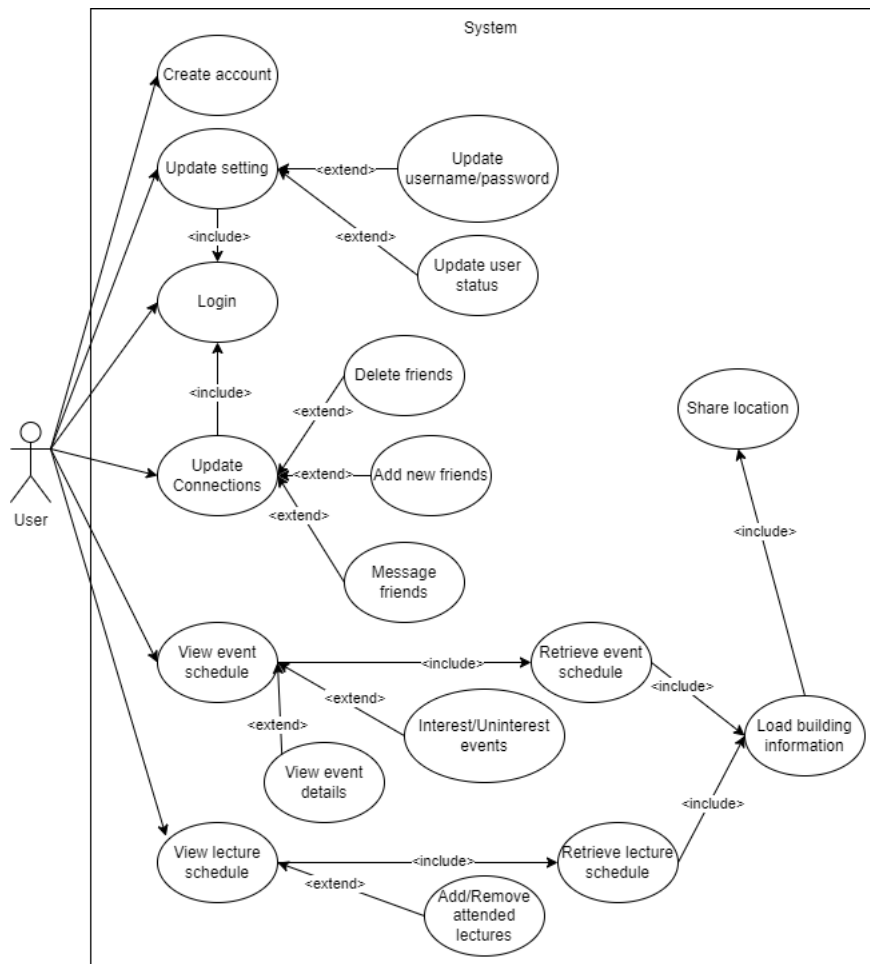 System
Create account
Update setting
<extend>
Update
username/password
<include>
<extend>
Update user
status
Login
<include>
Delete friends
<extend>
Share location
User
Update
Connections
<extend>
Add new friends
<extend>
Message
friends
<include>
View event
schedule
<include>
Retrieve event
schedule
<include>
<extend>
<extend>
Interest/Uninterest
events
Load building
information
View event
details
<include>
View lecture
schedule
<include>
Retrieve lecture
schedule
<extend>
Add/Remove
attended
lectures